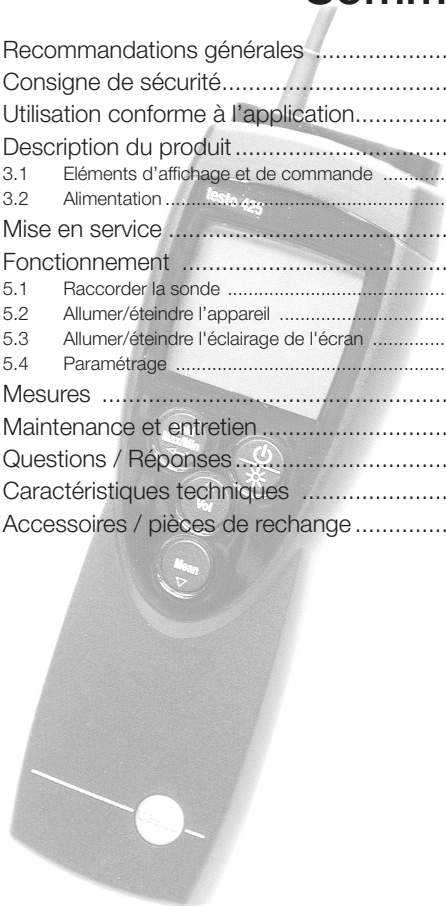 Recommandations générales ....................
Consigne de sécurité..............................
Utilisation conforme à l'application.............
Description du produit............................
3.1 Eléments d'affichage et de commande ...........
3.2 Alimentation ..................................................
Mise en service ......................................
Fonctionnement ....................................
5.1 Raccorder la sonde ............................................
5.2 Allumer/éteindre l'appareil ..............................
5.3 Allumer/éteindre l'éclairage de l'écran ..............
5.4 Paramétrage ................................................
Mesures ................................................
Maintenance et entretien ........................
Questions / Réponses ..............................
Caractéristiques techniques ....................
Accessoires / pièces de rechange ..............
testo 425
Max/Min
Vol
Mean